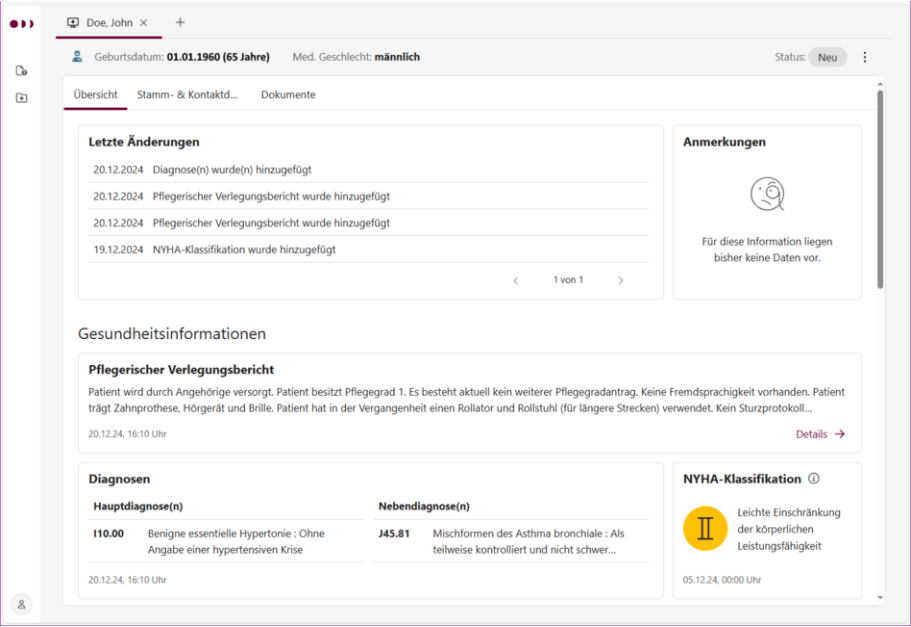 Doe, John
Geburtsdatum: 01.01.1960 (65 Jahre) Med. Geschlecht: männlich Status: Neu
Übersicht Stamm- & Kontaktd... Dokumente
Letzte Änderungen
20.12.2024 Diagnose(n) wurde(n) hinzugefügt
20.12.2024 Pflegerischer Verlegungsbericht wurde hinzugefügt
20.12.2024 Pflegerischer Verlegungsbericht wurde hinzugefügt
19.12.2024 NYHA-Klassifikation wurde hinzugefügt
1 von 1
Anmerkungen
Für diese Information liegen
bisher keine Daten vor.
Gesundheitsinformationen
Pflegerischer Verlegungsbericht
Patient wird durch Angehörige versorgt. Patient besitzt Pflegegrad 1. Es besteht aktuell kein weiterer Pflegegradantrag. Keine Fremdsprachigkeit vorhanden. Patient
trägt Zahnprothese, Hörgerät und Brille. Patient hat in der Vergangenheit einen Rollator und Rollstuhl (für längere Strecken) verwendet. Kein Sturzprotokoll...
20.12.24, 16:10 Uhr Details
Diagnosen
Hauptdiagnose(n)
I10.00 Benigne essentielle Hypertonie : Ohne
Angabe einer hypertensiven Krise
Nebendiagnose(n)
J45.81 Mischformen des Asthma bronchiale : Als
teilweise kontrolliert und nicht schwer...
20.12.24, 16:10 Uhr
NYHA-Klassifikation
II
Leichte Einschränkung
der körperlichen
Leistungsfähigkeit
05.12.24, 00:00 Uhr